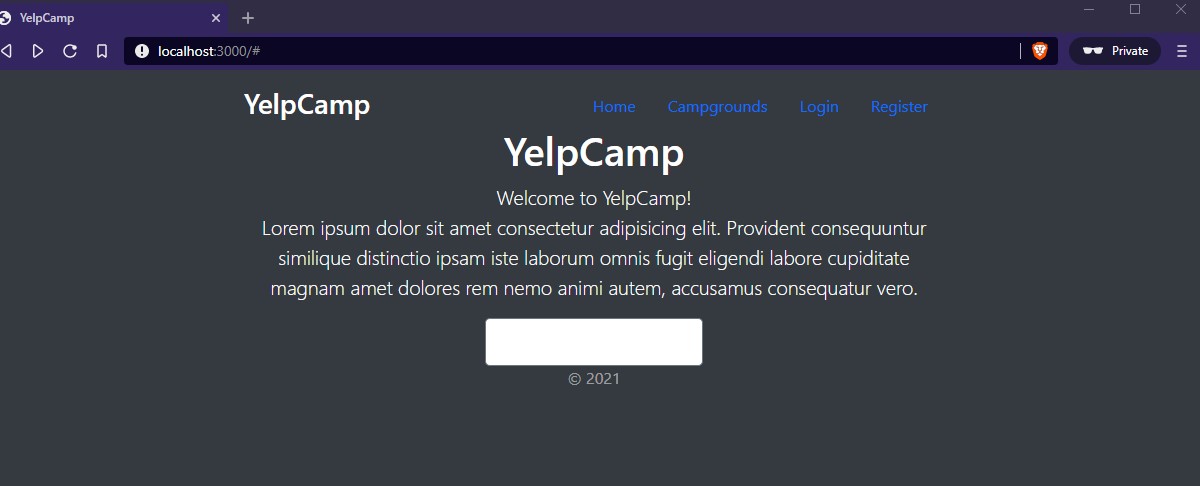 YelpCamp
localhost:3000/#
Private
YelpCamp
Home Campgrounds Login Register
YelpCamp
Welcome to YelpCamp!
Lorem ipsum dolor sit amet consectetur adipisicing elit. Provident consequuntur
similique distinctio ipsam iste laborum omnis fugit eligendi labore cupiditate
magnam amet dolores rem nemo animi autem, accusamus consequatur vero.
© 2021